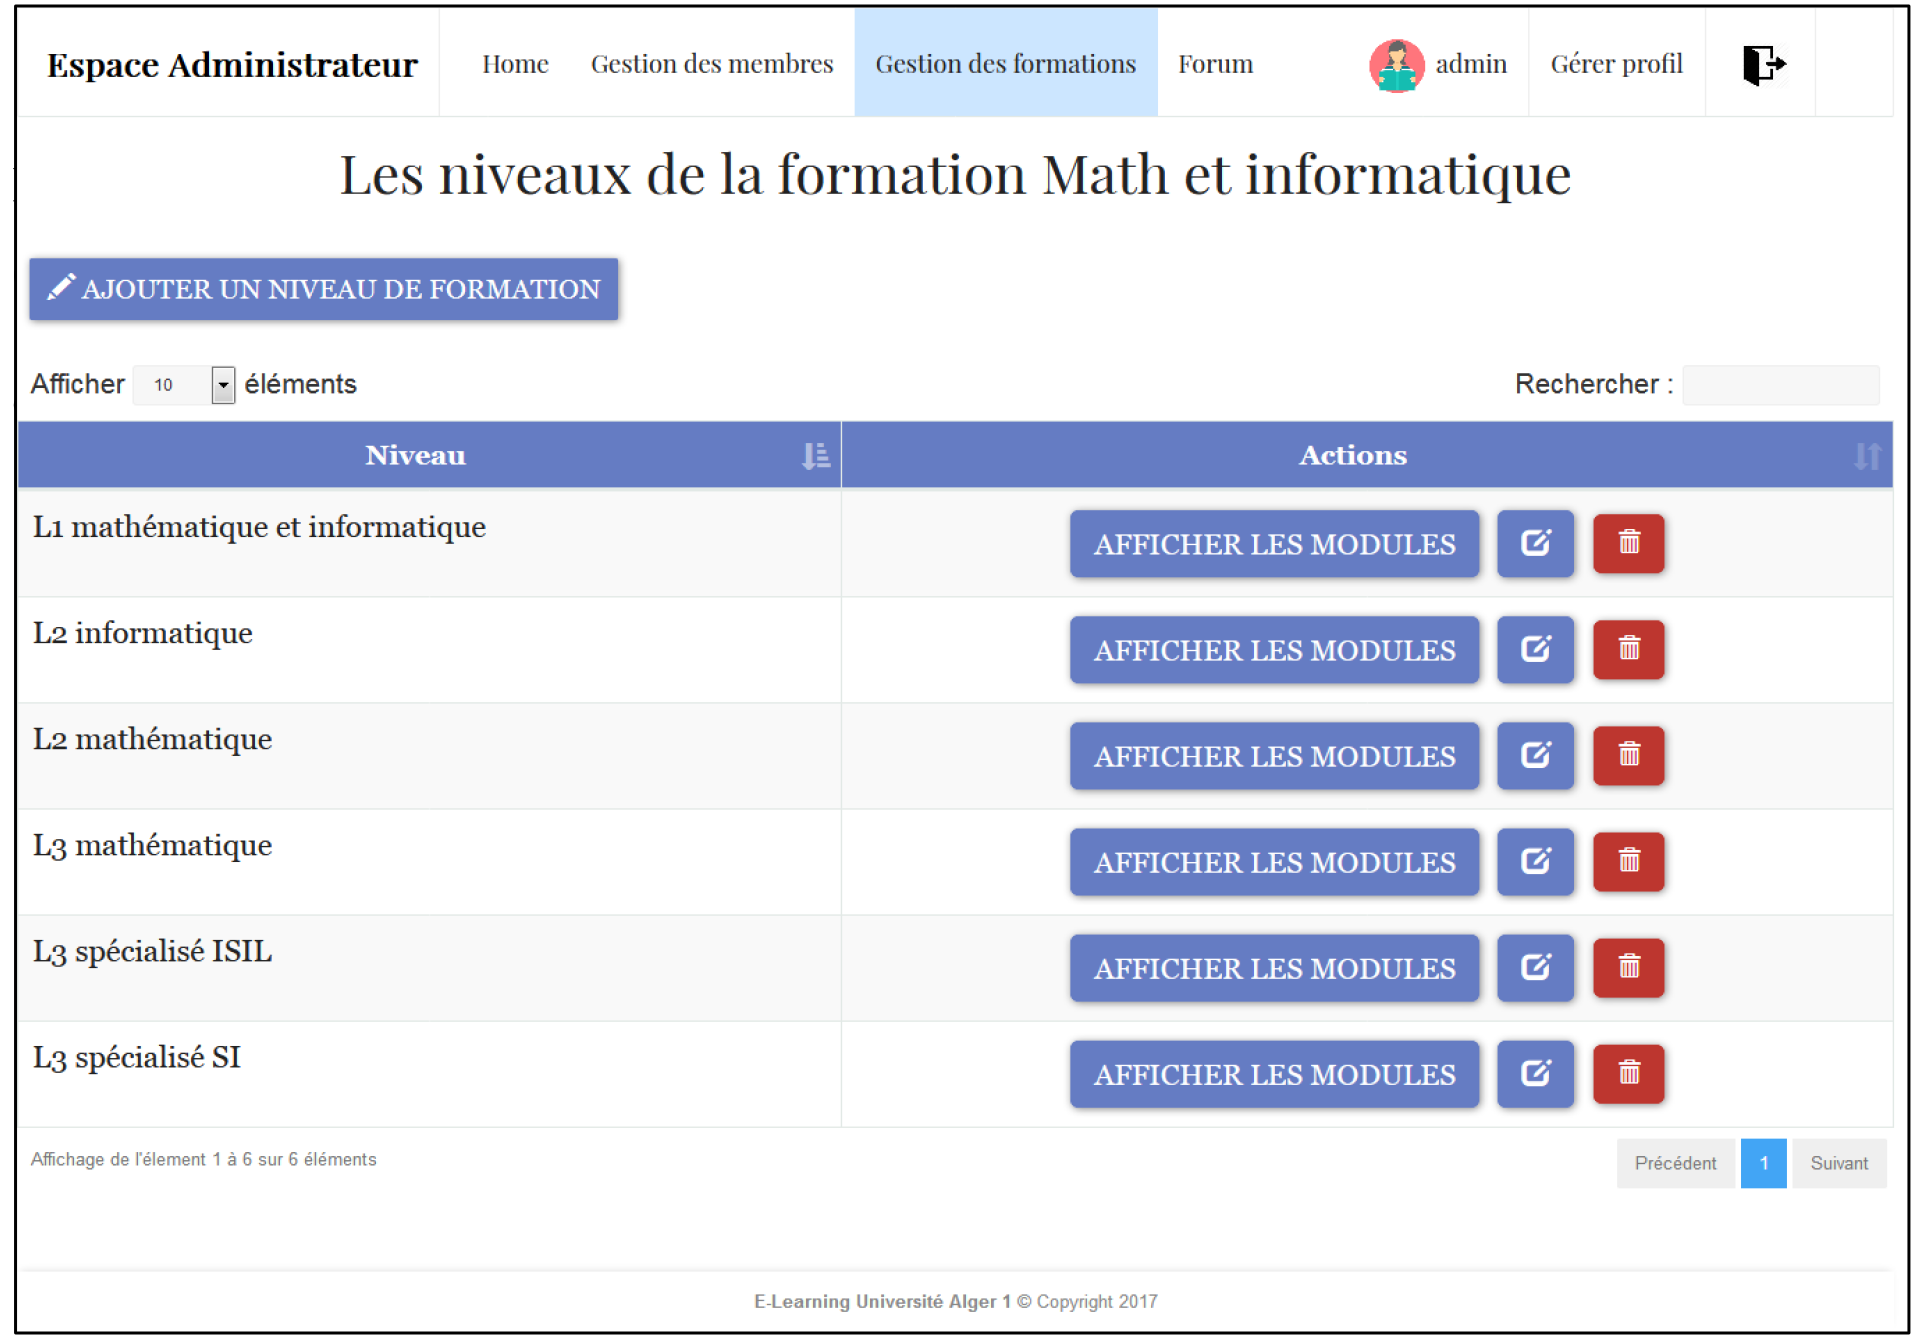 Espace Administrateur Home Gestion des membres Gestion des formations Forum admin Gérer profil
Les niveaux de la formation Math et informatique
AJOUTER UN NIVEAU DE FORMATION
Afficher 10 éléments Rechercher :
Niveau Actions
L1 mathématique et informatique AFFICHER LES MODULES
L2 informatique AFFICHER LES MODULES
L2 mathématique AFFICHER LES MODULES
L3 mathématique AFFICHER LES MODULES
L3 spécialisé ISIL AFFICHER LES MODULES
L3 spécialisé SI AFFICHER LES MODULES
Affichage de l'élement 1 à 6 sur 6 éléments Précédent 1 Suivant
E-Learning Université Alger 1 © Copyright 2017